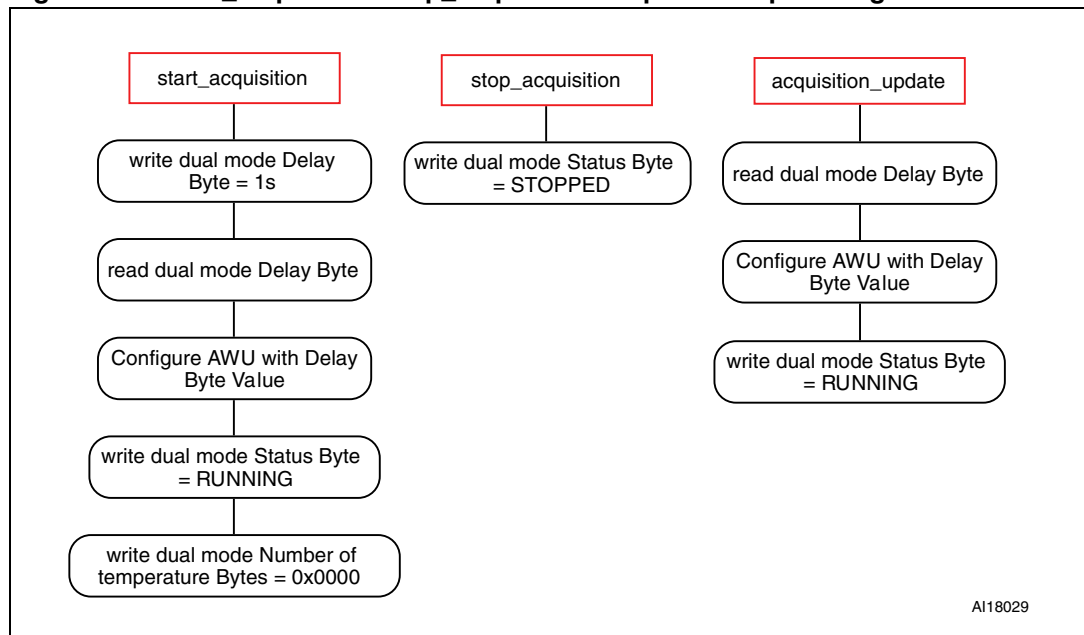 start_acquisition
write dual mode Delay
Byte = 1s
read dual mode Delay Byte
Configure AWU with Delay
Byte Value
write dual mode Status Byte
= RUNNING
write dual mode Number of
temperature Bytes = 0x0000
stop_acquisition
write dual mode Status Byte
= STOPPED
acquisition_update
read dual mode Delay Byte
Configure AWU with Delay
Byte Value
write dual mode Status Byte
= RUNNING
AI18029